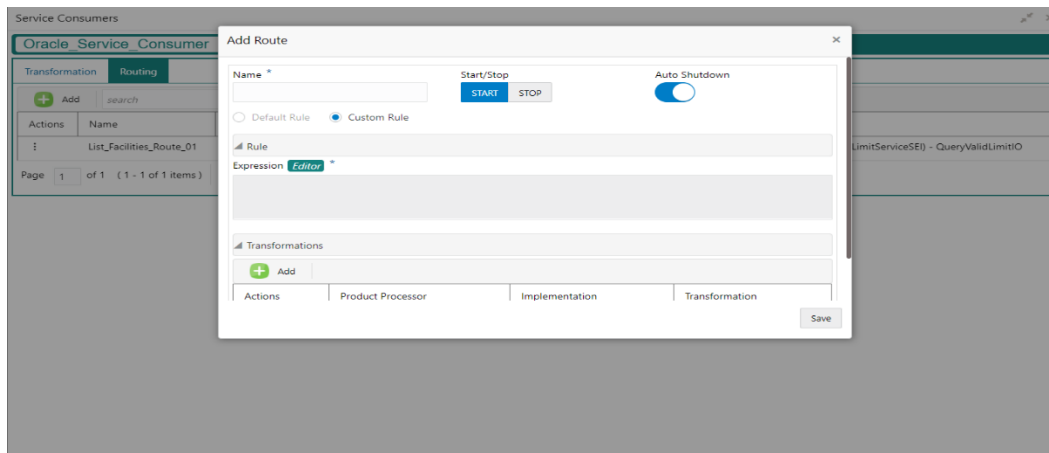 Service Consumers
Oracle_Service_Consumer
Add Route
Transformation Routing
Name *
Start/Stop
Auto Shutdown
START STOP
Add search
Default Rule Custom Rule
Actions Name
Rule
List_Facilities_Route_01
LimitServiceSEI) - QueryValidLimitIO
Expression Editor *
Page 1 of 1 (1 - 1 of 1 items)
Transformations
Add
Actions Product Processor Implementation Transformation
Save